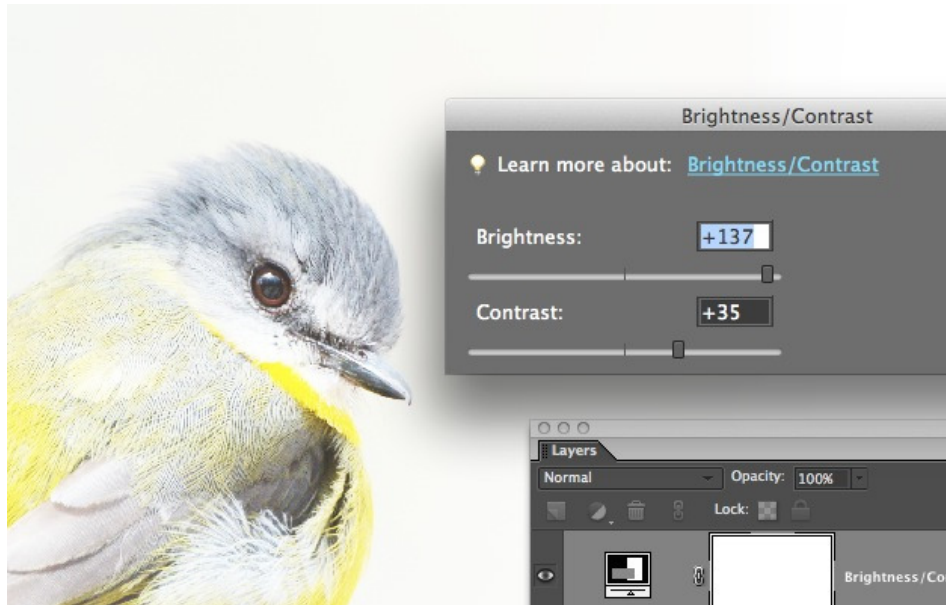 Brightness/Contrast
Learn more about: Brightness/Contrast
Brightness: +137
Contrast: +35
Layers
Normal Opacity: 100%
Lock:
Brightness/Co